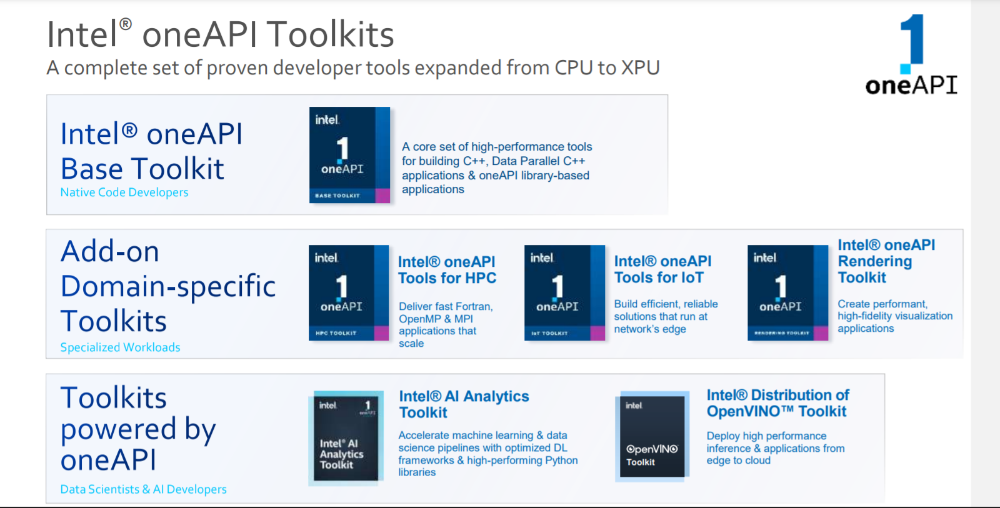 Intel® oneAPI Toolkits
A complete set of proven developer tools expanded from CPU to XPU
1
oneAPI
Intel® oneAPI
Base Toolkit
Native Code Developers
intel.
1
oneAPI
BASE TOOLKIT
A core set of high-performance tools
for building C++, Data Parallel C++
applications & oneAPI library-based
applications
Add-on
Domain-specific
Toolkits
Specialized Workloads
intel.
1
oneAPI
HPC TOOLKIT
Intel® oneAPI
Tools for HPC
Deliver fast Fortran,
OpenMP & MPI
applications that
scale
intel.
1
oneAPI
IoT TOOLKIT
Intel® oneAPI
Tools for IoT
Build efficient, reliable
solutions that run at
network's edge
intel
1
oneAPI
RENDERING TOOLKIT
Intel® oneAPI
Rendering
Toolkit
Create performant,
high-fidelity visualization
applications
Toolkits
powered by
oneAPI
Data Scientists & AI Developers
intel.
1
oneAPI
Intel® AI
Analytics
Toolkit
Intel® AI Analytics
Toolkit
Accelerate machine learning & data
science pipelines with optimized DL
frameworks & high-performing Python
libraries
intel
OpenVINO
Toolkit
Intel® Distribution of
OpenVINO™ Toolkit
Deploy high performance
inference & applications from
edge to cloud